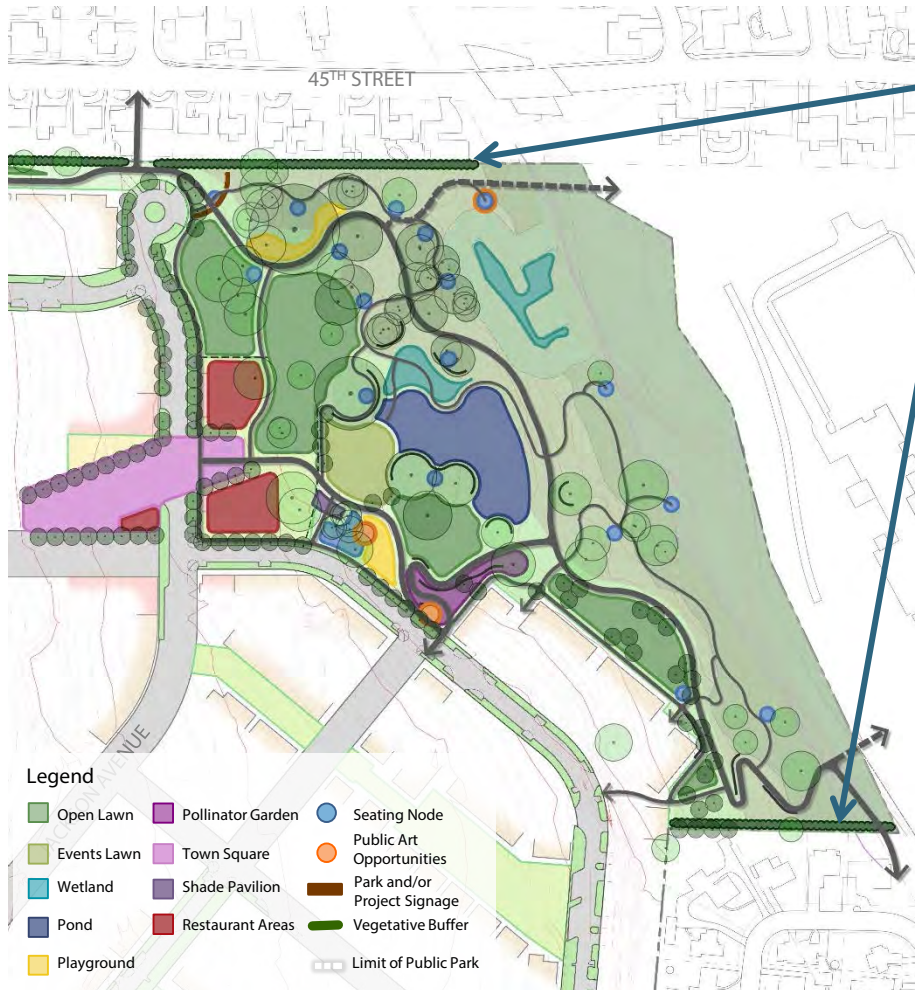 45TH STREET
JACKSON AVENUE
Legend
Open Lawn
Events Lawn
Wetland
Pond
Playground
Pollinator Garden
Town Square
Shade Pavilion
Restaurant Areas
Seating Node
Public Art
Opportunities
Park and/or
Project Signage
Vegetative Buffer
Limit of Public Park